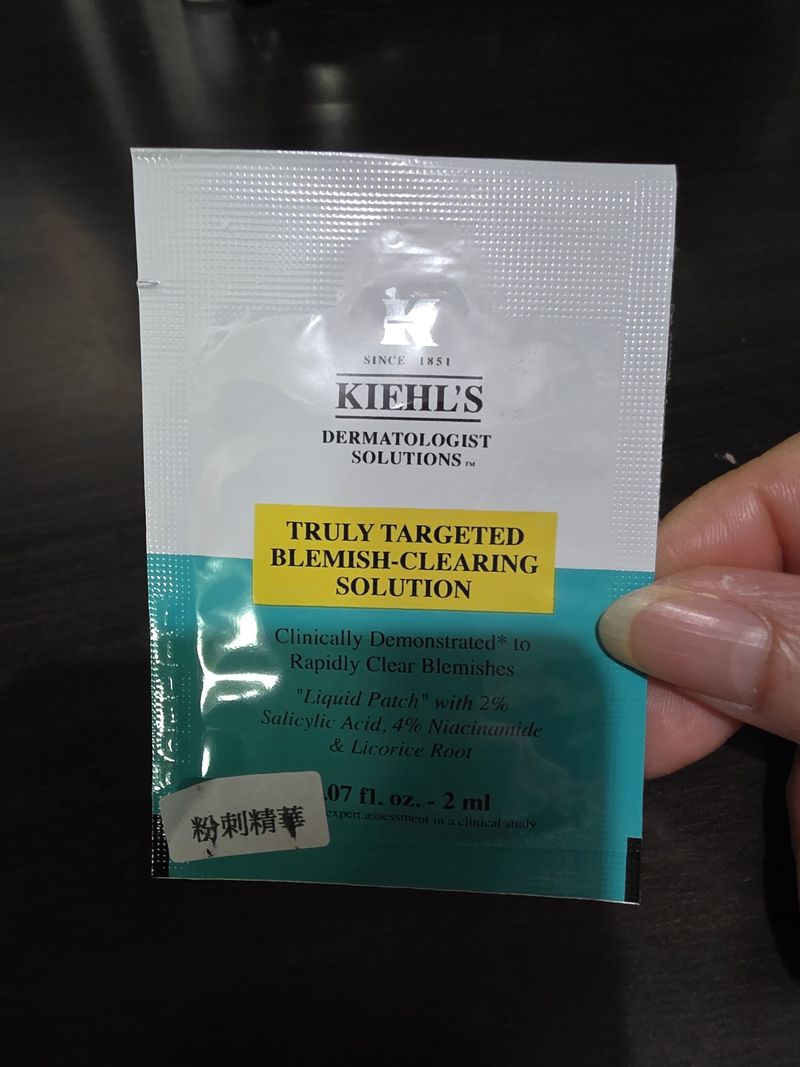 K
SINCE 1851
KIEHL'S
DERMATOLOGIST
SOLUTIONS™
TRULY TARGETED
BLEMISH-CLEARING
SOLUTION
Clinically Demonstrated* to
Rapidly Clear Blemishes
"Liquid Patch" with 2%
Salicylic Acid, 4% Niacinamide
& Licorice Root
.07 fl. oz. - 2 ml
expert assessment in a clinical study
粉刺精華